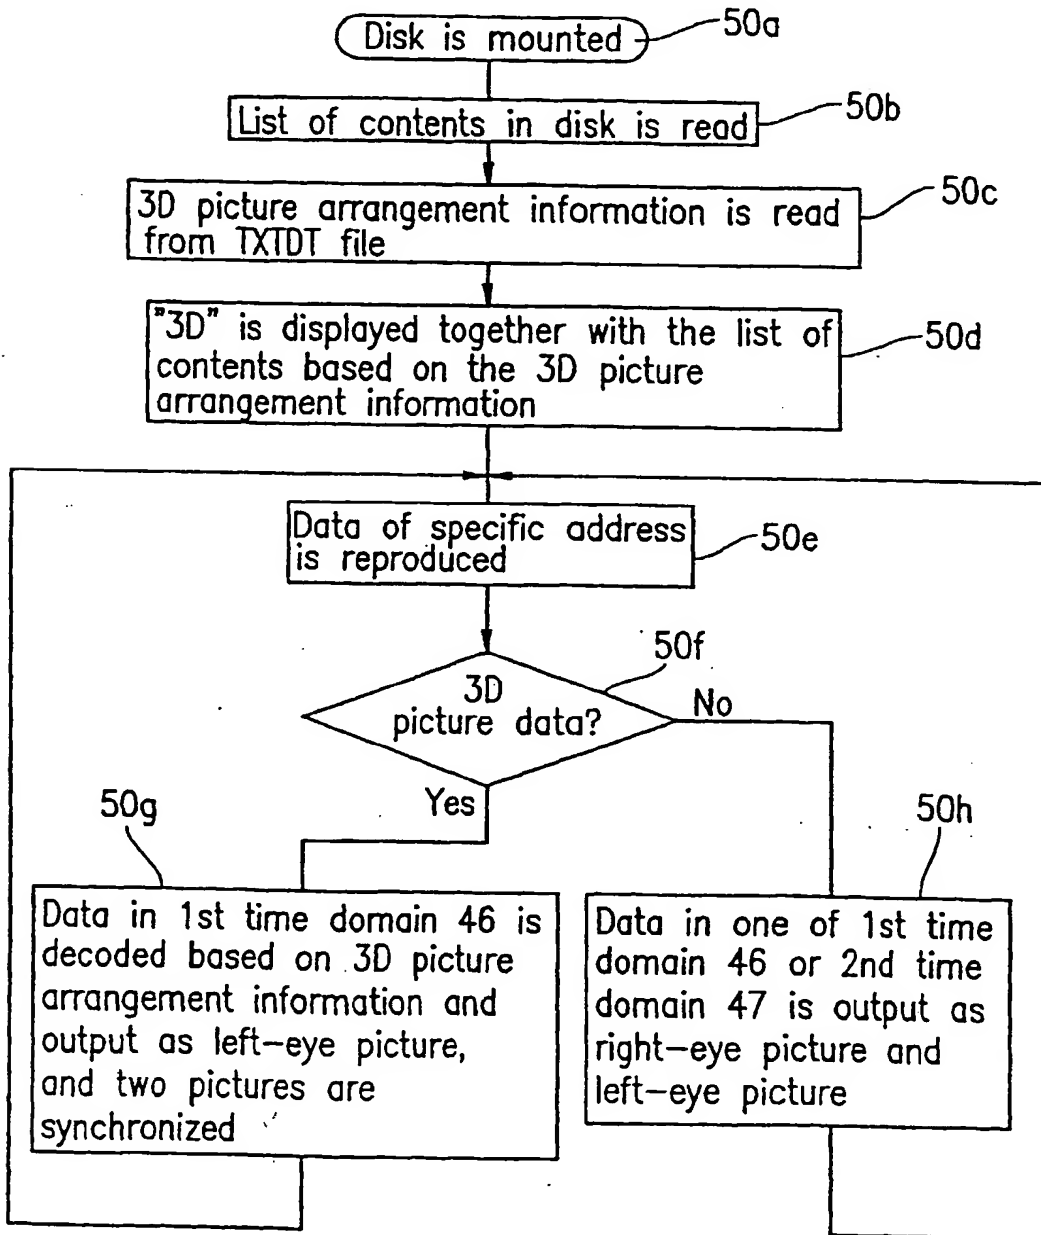 Disk is mounted
50a
List of contents in disk is read
50b
3D picture arrangement information is read
from TXTDT file
50c
"3D" is displayed together with the list of
contents based on the 3D picture
arrangement information
50d
Data of specific address
is reproduced
50e
3D
picture data?
50f
No
Yes
50g
Data in 1st time domain 46 is
decoded based on 3D picture
arrangement information and
output as left-eye picture,
and two pictures are
synchronized
50h
Data in one of 1st time
domain 46 or 2nd time
domain 47 is output as
right-eye picture and
left-eye picture